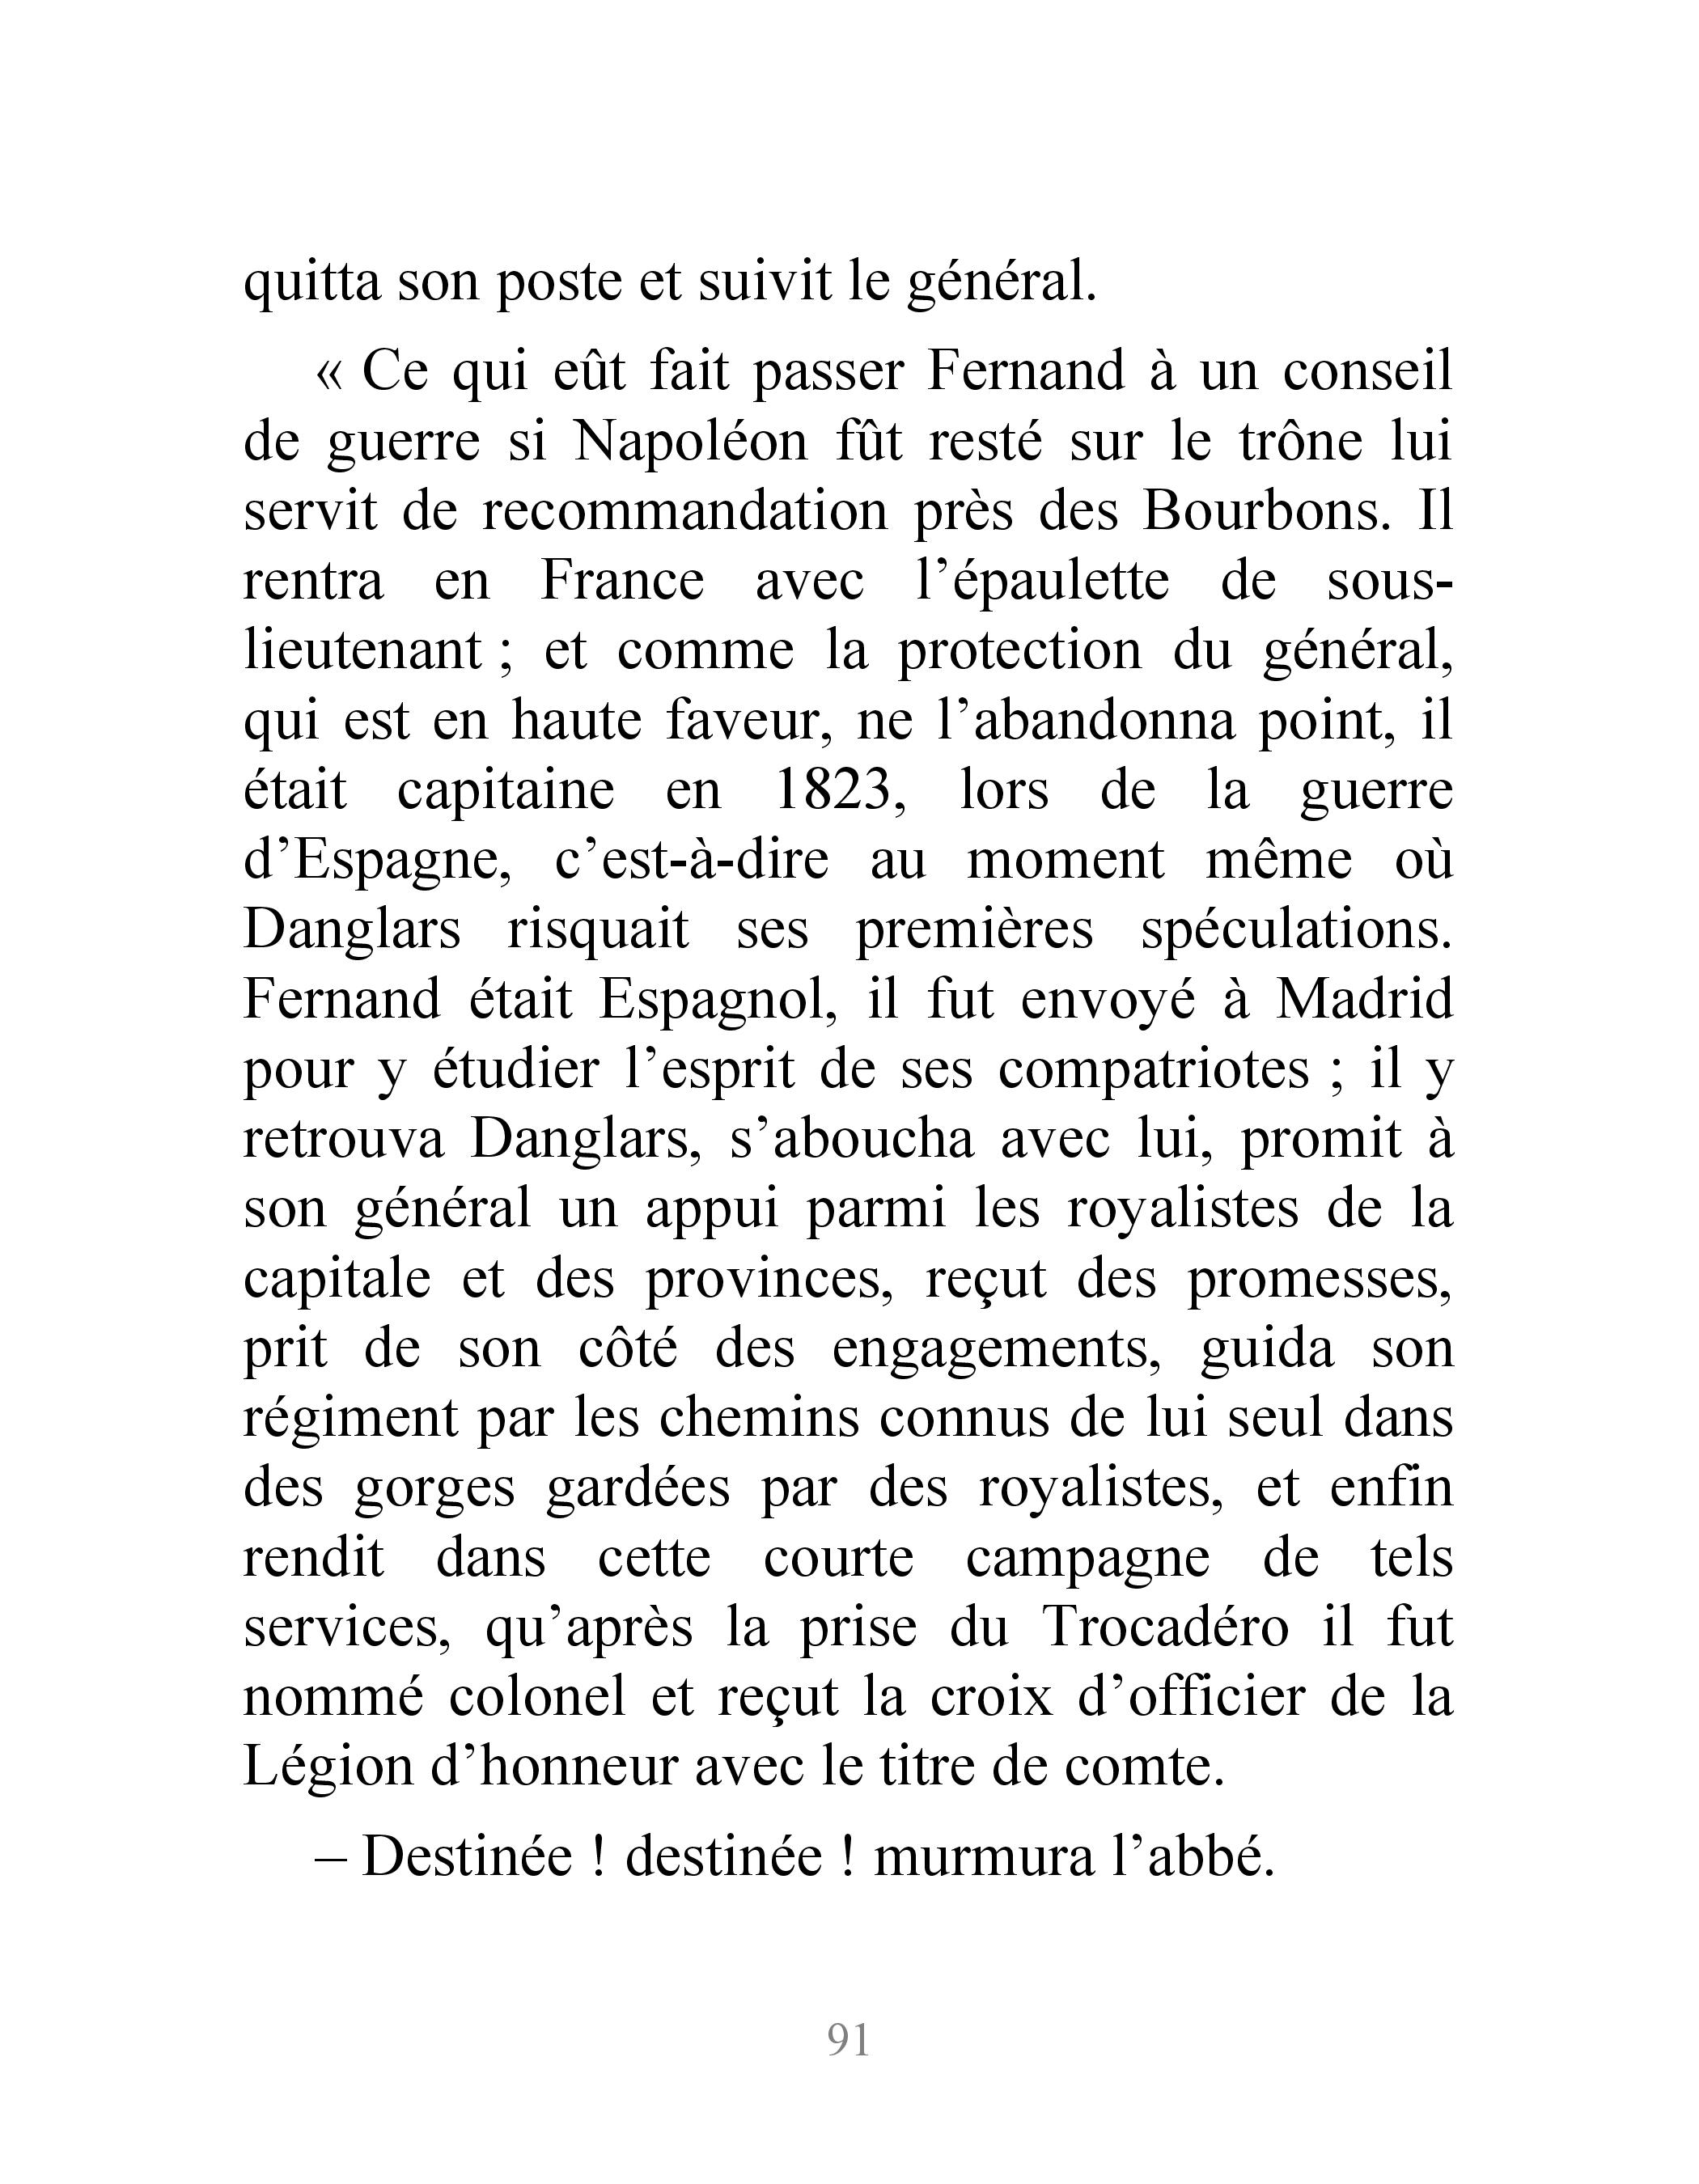 quitta son poste et suivit le général.
« Ce qui eût fait passer Fernand à un conseil
de guerre si Napoléon fût resté sur le trône lui
servit de recommandation près des Bourbons. Il
rentra en France avec l’épaulette de sous-
lieutenant ; et comme la protection du général,
qui est en haute faveur, ne l’abandonna point, il
était capitaine en 1823, lors de la guerre
d’Espagne, c’est-à-dire au moment même où
Danglars risquait ses premières spéculations.
Fernand était Espagnol, il fut envoyé à Madrid
pour y étudier l’esprit de ses compatriotes ; il y
retrouva Danglars, s’aboucha avec lui, promit à
son général un appui parmi les royalistes de la
capitale et des provinces, reçut des promesses,
prit de son côté des engagements, guida son
régiment par les chemins connus de lui seul dans
des gorges gardées par des royalistes, et enfin
rendit dans cette courte campagne de tels
services, qu’après la prise du Trocadéro il fut
nommé colonel et reçut la croix d’officier de la
Légion d’honneur avec le titre de comte.
– Destinée ! destinée ! murmura l’abbé.
91